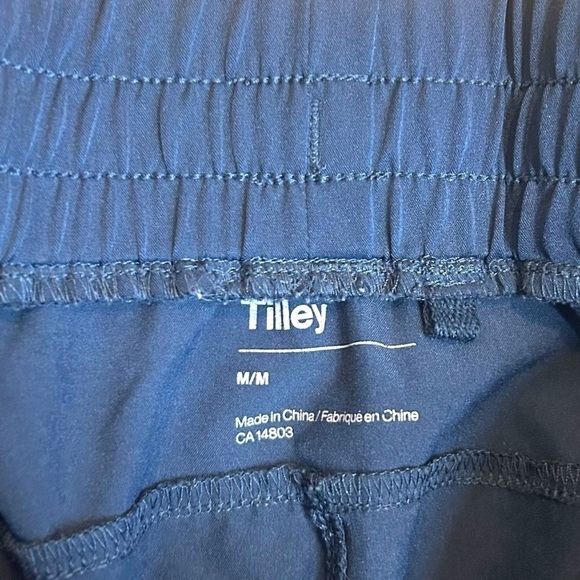 Tilley
M/M
Made in China / Fabriqué en Chine
CA 14803